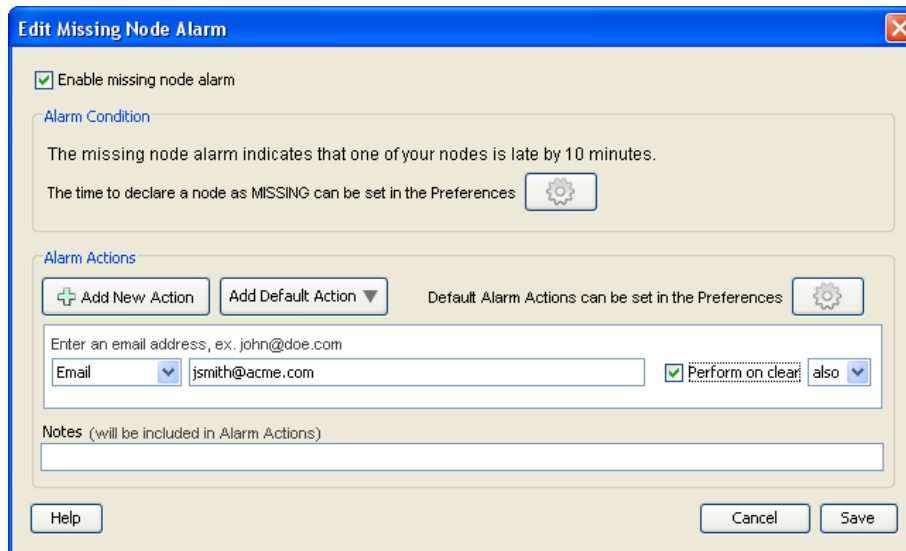 Edit Missing Node Alarm
Enable missing node alarm
Alarm Condition
The missing node alarm indicates that one of your nodes is late by 10 minutes.
The time to declare a node as MISSING can be set in the Preferences
Alarm Actions
Add New Action Add Default Action Default Alarm Actions can be set in the Preferences
Enter an email address, ex. john@doe.com
Email jsmith@acme.com Perform on clear also
Notes (will be included in Alarm Actions)
Help Cancel Save